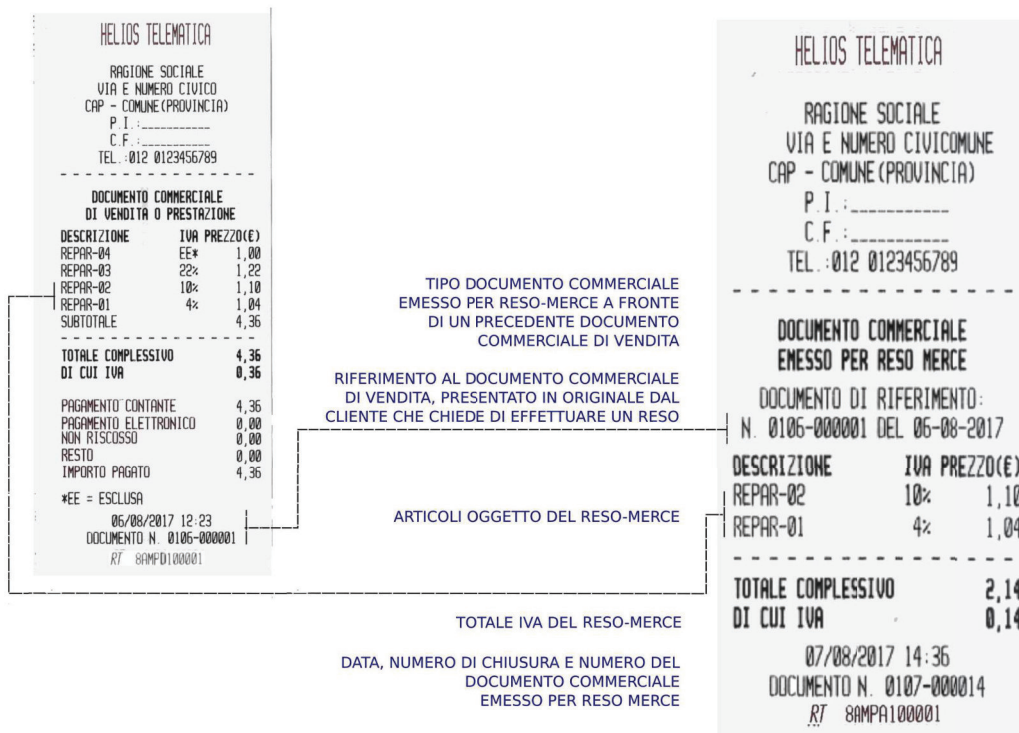 HELIOS TELEMATICA
RAGIONE SOCIALE
VIA E NUMERO CIVICO
CAP - COMUNE(PROVINCIA)
P.I.:___________
C.F.:___________
TEL.:012 0123456789
DOCUMENTO COMMERCIALE
DI VENDITA O PRESTAZIONE
DESCRIZIONE IVA PREZZO(€)
REPAR-04 EE* 1,00
REPAR-03 22% 1,22
REPAR-02 10% 1,10
REPAR-01 4% 1,04
SUBTOTALE 4,36
TOTALE COMPLESSIVO 4,36
DI CUI IVA 0,36
PAGAMENTO CONTANTE 4,36
PAGAMENTO ELETTRONICO 0,00
NON RISCOSSO 0,00
RESTO 0,00
IMPORTO PAGATO 4,36
*EE = ESCLUSA
06/08/2017 12:23
DOCUMENTO N. 0106-000001
RT 8AMPD100001
TIPO DOCUMENTO COMMERCIALE
EMESSO PER RESO-MERCE A FRONTE
DI UN PRECEDENTE DOCUMENTO
COMMERCIALE DI VENDITA
RIFERIMENTO AL DOCUMENTO COMMERCIALE
DI VENDITA, PRESENTATO IN ORIGINALE DAL
CLIENTE CHE CHIEDE DI EFFETTUARE UN RESO
ARTICOLI OGGETTO DEL RESO-MERCE
TOTALE IVA DEL RESO-MERCE
DATA, NUMERO DI CHIUSURA E NUMERO DEL
DOCUMENTO COMMERCIALE
EMESSO PER RESO MERCE
HELIOS TELEMATICA
RAGIONE SOCIALE
VIA E NUMERO CIVICOMUNE
CAP - COMUNE(PROVINCIA)
P.I.:___________
C.F.:___________
TEL.:012 0123456789
DOCUMENTO COMMERCIALE
EMESSO PER RESO MERCE
DOCUMENTO DI RIFERIMENTO:
N. 0106-000001 DEL 06-08-2017
DESCRIZIONE IVA PREZZO(€)
REPAR-02 10% 1,10
REPAR-01 4% 1,04
TOTALE COMPLESSIVO 2,14
DI CUI IVA 0,14
07/08/2017 14:36
DOCUMENTO N. 0107-000014
RT 8AMPA100001